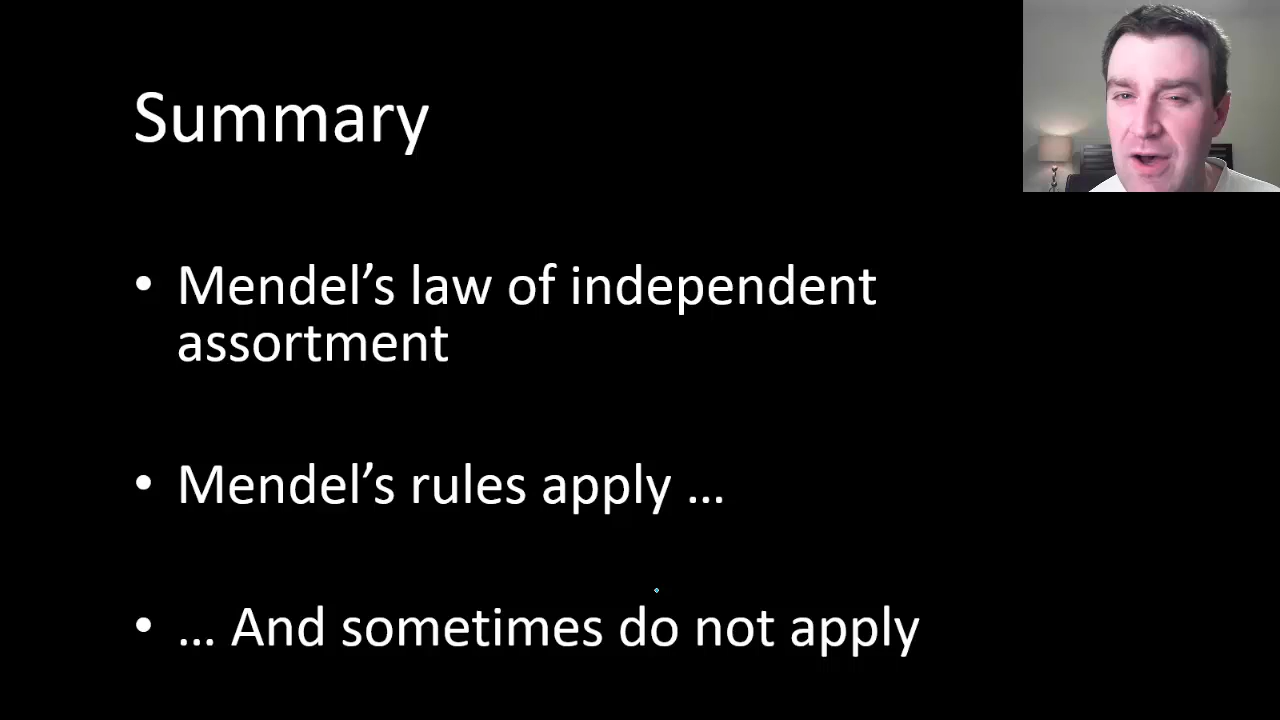 Summary
• Mendel’s law of independent
assortment
• Mendel’s rules apply …
• … And sometimes do not apply